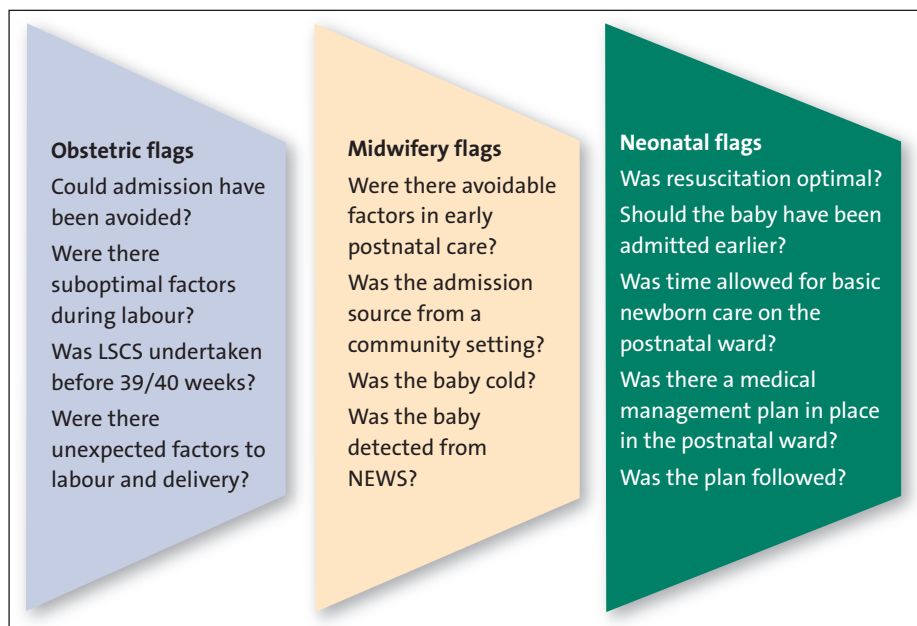 Obstetric flags
Could admission have
been avoided?
Were there
suboptimal factors
during labour?
Was LSCS undertaken
before 39/40 weeks?
Were there
unexpected factors to
labour and delivery?
Midwifery flags
Were there avoidable
factors in early
postnatal care?
Was the admission
source from a
community setting?
Was the baby cold?
Was the baby
detected from
NEWS?
Neonatal flags
Was resuscitation optimal?
Should the baby have been
admitted earlier?
Was time allowed for basic
newborn care on the
postnatal ward?
Was there a medical
management plan in place
in the postnatal ward?
Was the plan followed?